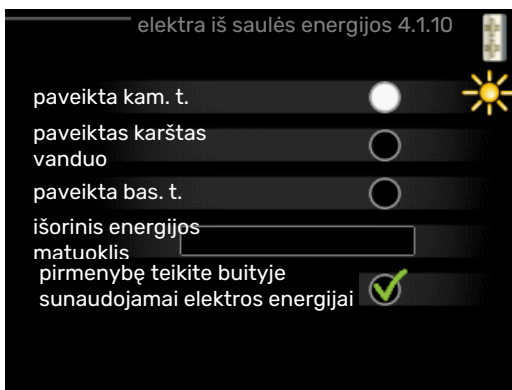 elektra iš saulės energijos 4.1.10
paveikta kam. t.
paveiktas karštas
vanduo
paveikta bas. t.
išorinis energijos
matuoklis
pirmenybę teikite buityje
sunaudojamai elektros energijai